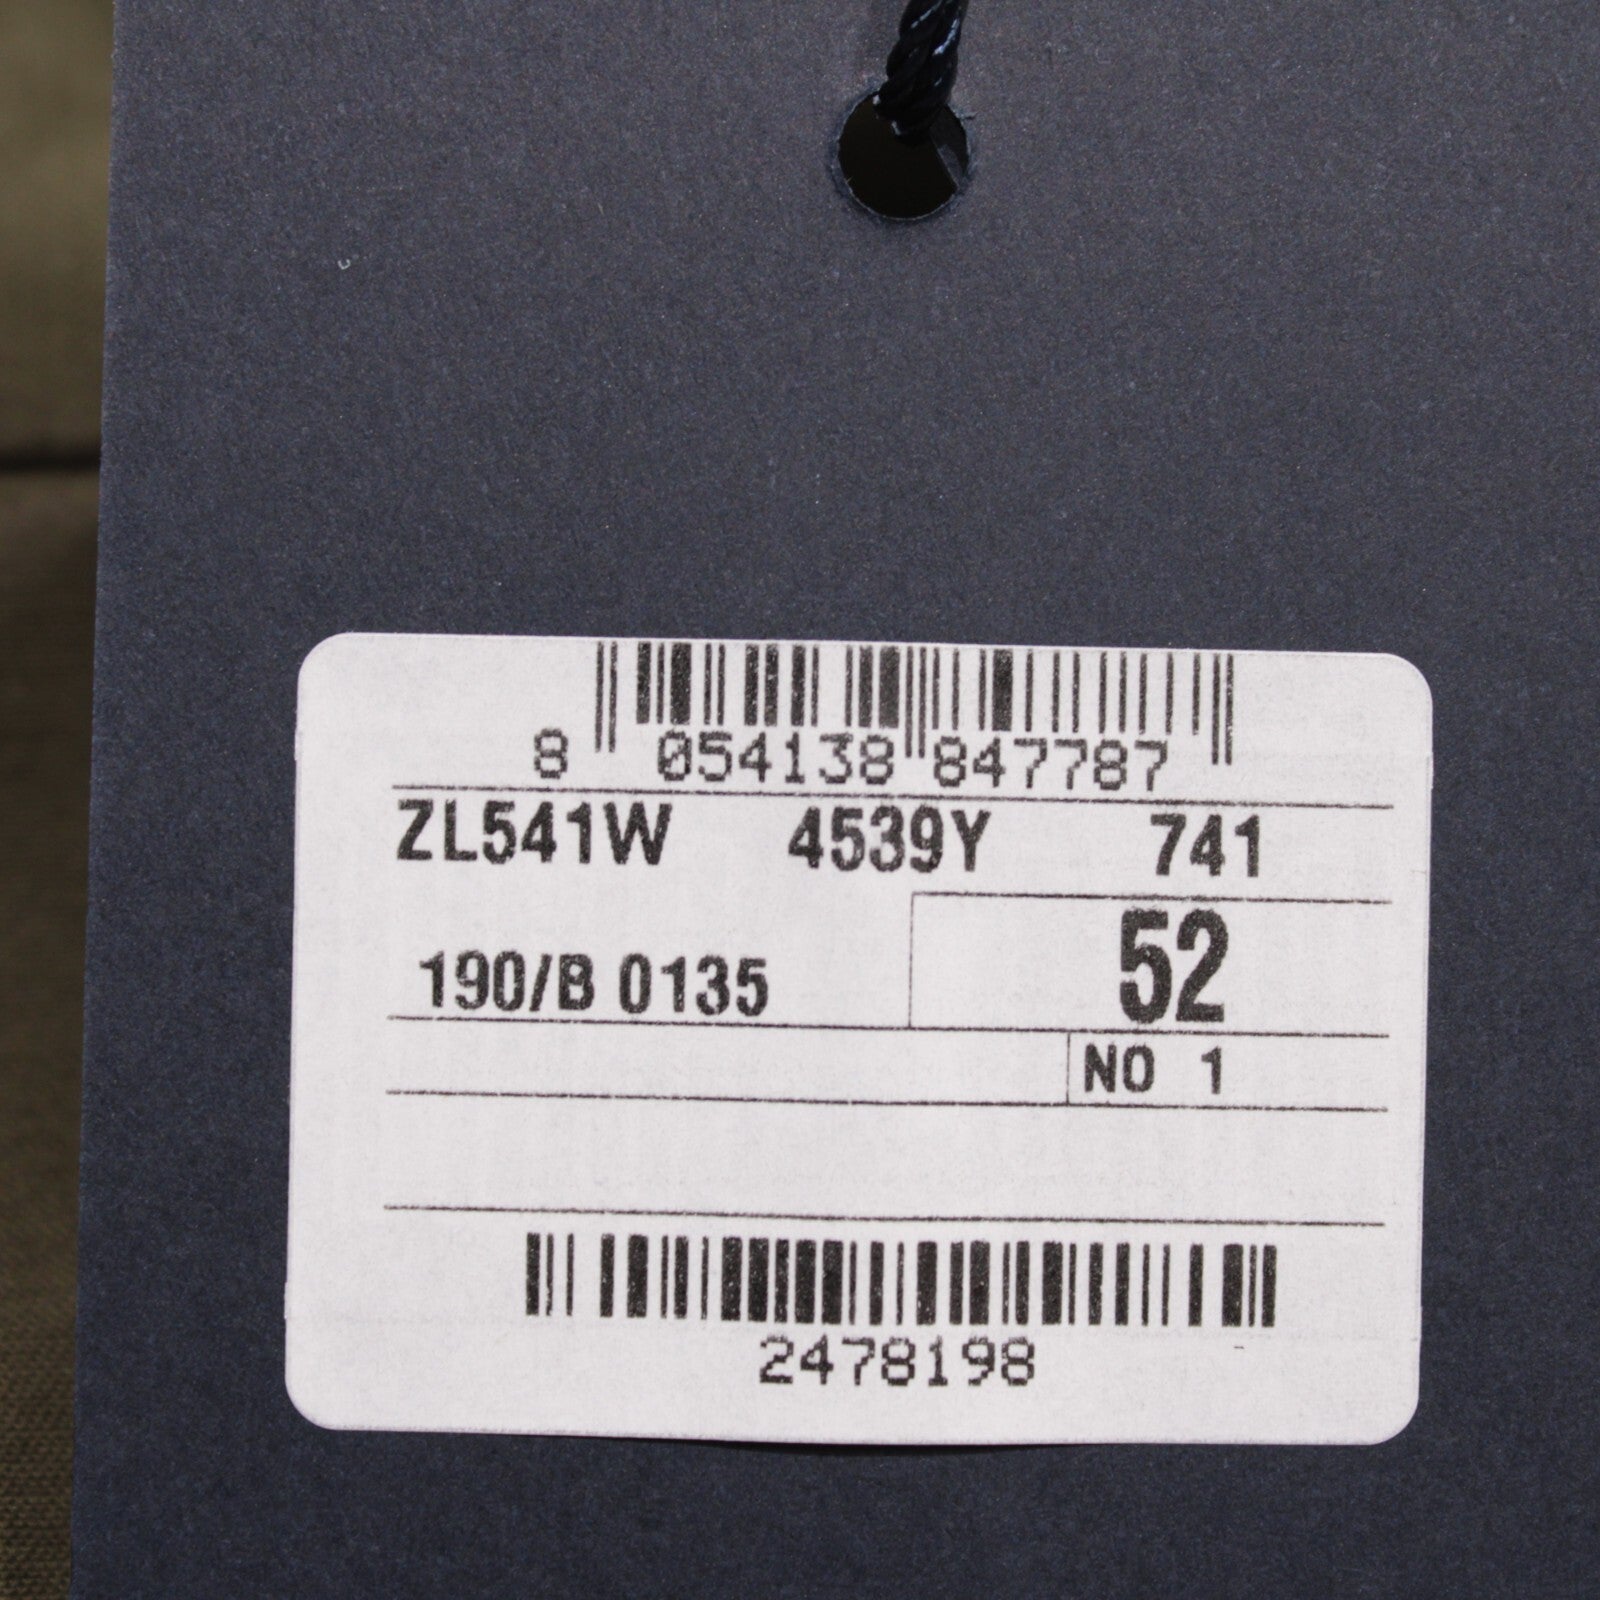 8 054138 847787
ZL541W 4539Y 741
190/B 0135 52
NO 1
2478198